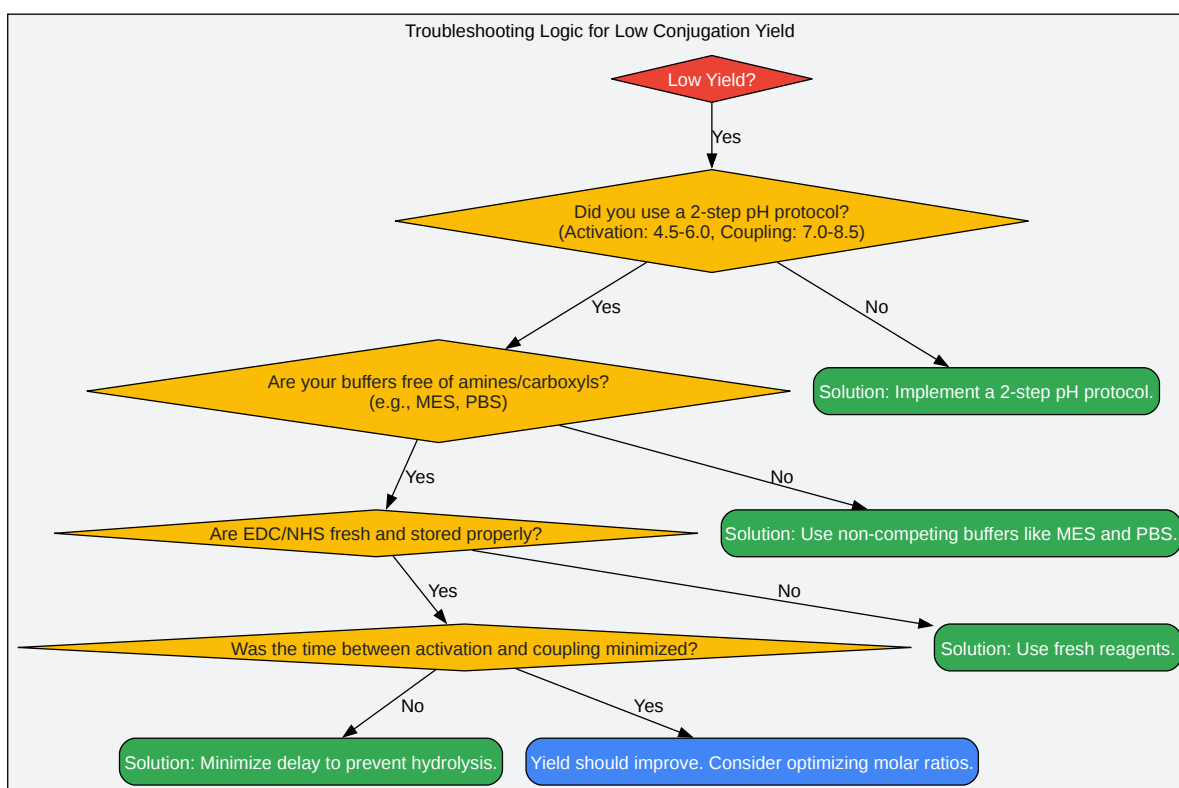 Troubleshooting Logic for Low Conjugation Yield
Low Yield?
Yes
Did you use a 2-step pH protocol?
(Activation: 4.5-6.0, Coupling: 7.0-8.5)
Yes
No
Are your buffers free of amines/carboxyls?
(e.g., MES, PBS)
Solution: Implement a 2-step pH protocol.
Yes
No
Are EDC/NHS fresh and stored properly?
Solution: Use non-competing buffers like MES and PBS.
Yes
No
Was the time between activation and coupling minimized?
Solution: Use fresh reagents.
No
Yes
Solution: Minimize delay to prevent hydrolysis.
Yield should improve. Consider optimizing molar ratios.